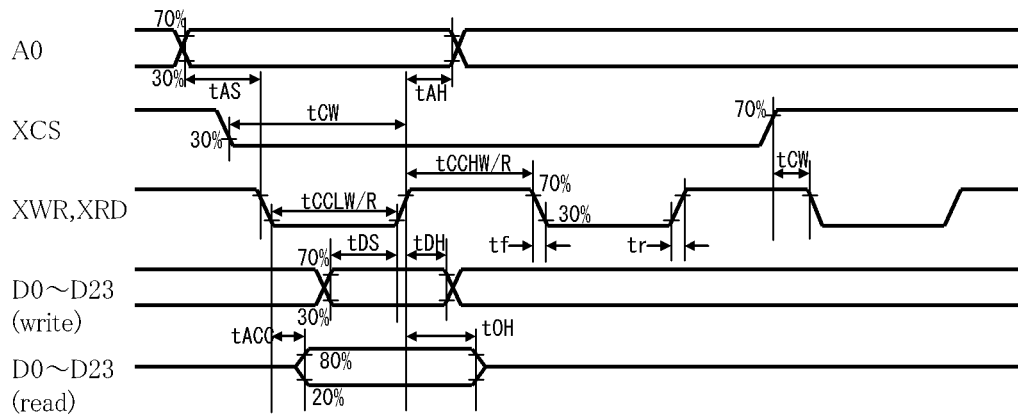 70%
A0
30%
tAS
tAH
XCS
30%
tCW
70%
tCW
tCCHW/R
XWR,XRD
tCCLW/R
70%
30%
tf
tr
70%
tDS
tDH
D0～D23
(write)
30%
tACC
tOH
80%
D0～D23
(read)
20%